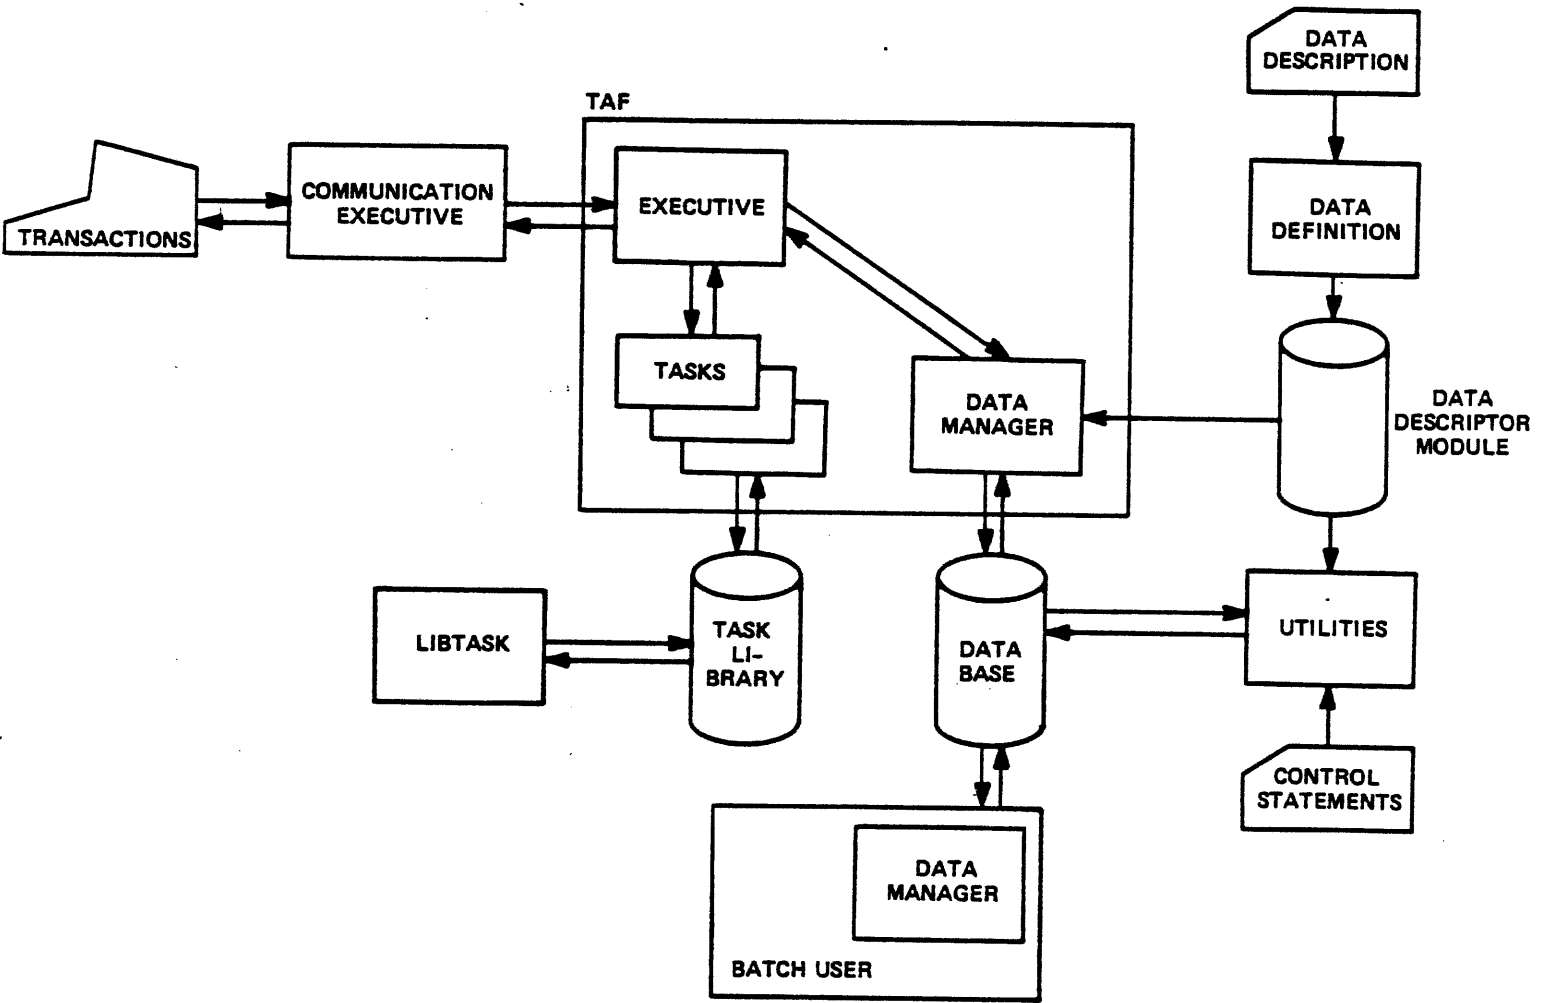 DATA
DESCRIPTION
TAF
COMMUNICATION
EXECUTIVE
EXECUTIVE
TRANSACTIONS
DATA
DEFINITION
TASKS
DATA
MANAGER
DATA
DESCRIPTOR
MODULE
LIBTASK
TASK
LI-
BRARY
DATA
BASE
UTILITIES
CONTROL
STATEMENTS
DATA
MANAGER
BATCH USER